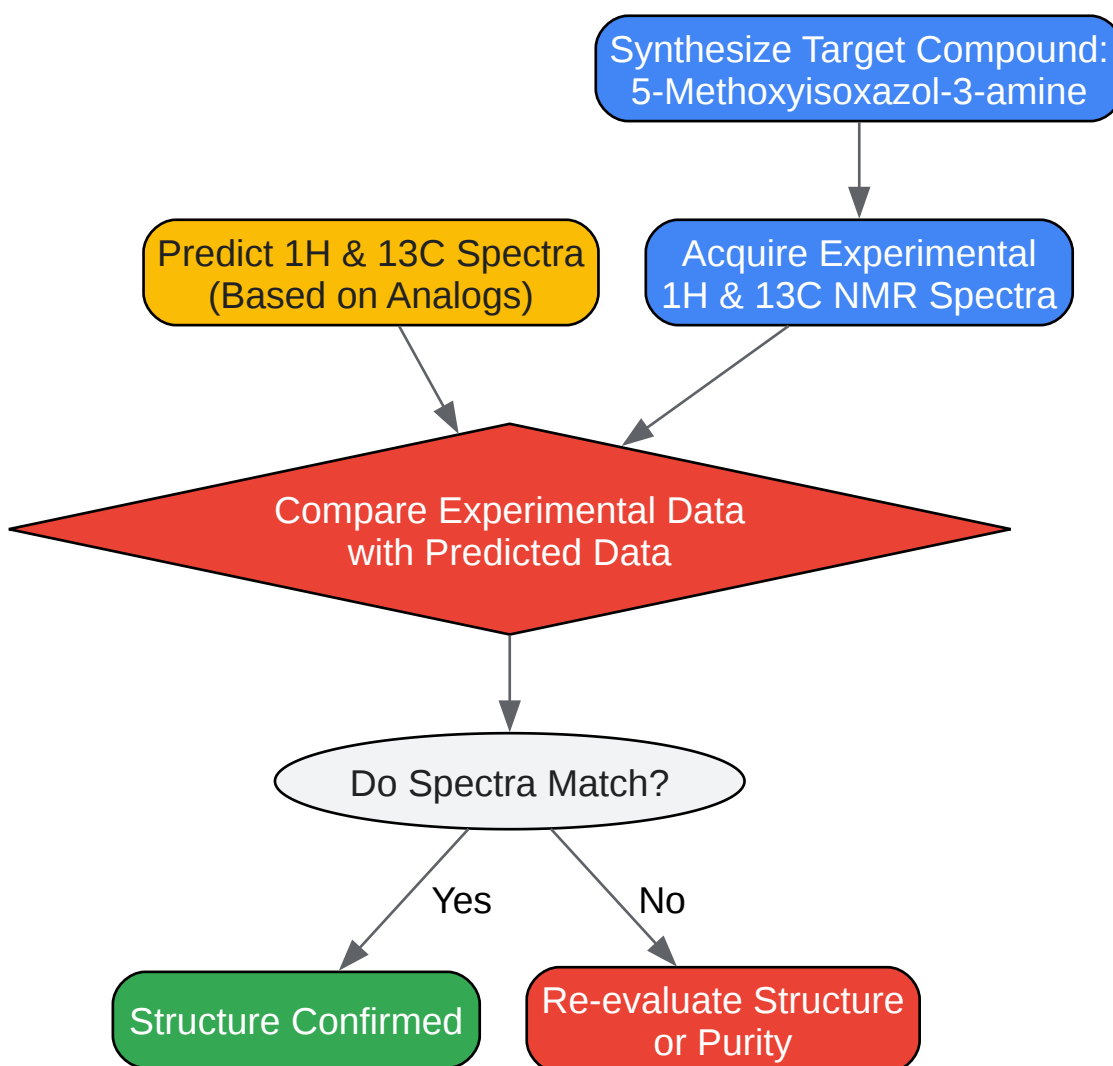 Synthesize Target Compound:
5-Methoxyisoxazol-3-amine
Predict 1H & 13C Spectra
(Based on Analogs)
Acquire Experimental
1H & 13C NMR Spectra
Compare Experimental Data
with Predicted Data
Do Spectra Match?
Yes
No
Structure Confirmed
Re-evaluate Structure
or Purity